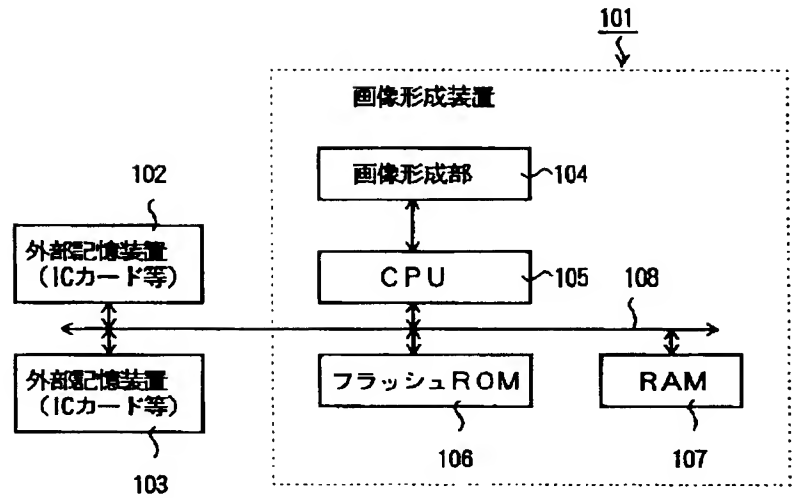 101
画像形成装置
画像形成部
104
102
外部記憶装置
(ICカード等)
CPU
105
108
外部記憶装置
(ICカード等)
フラッシュROM
RAM
103
106
107